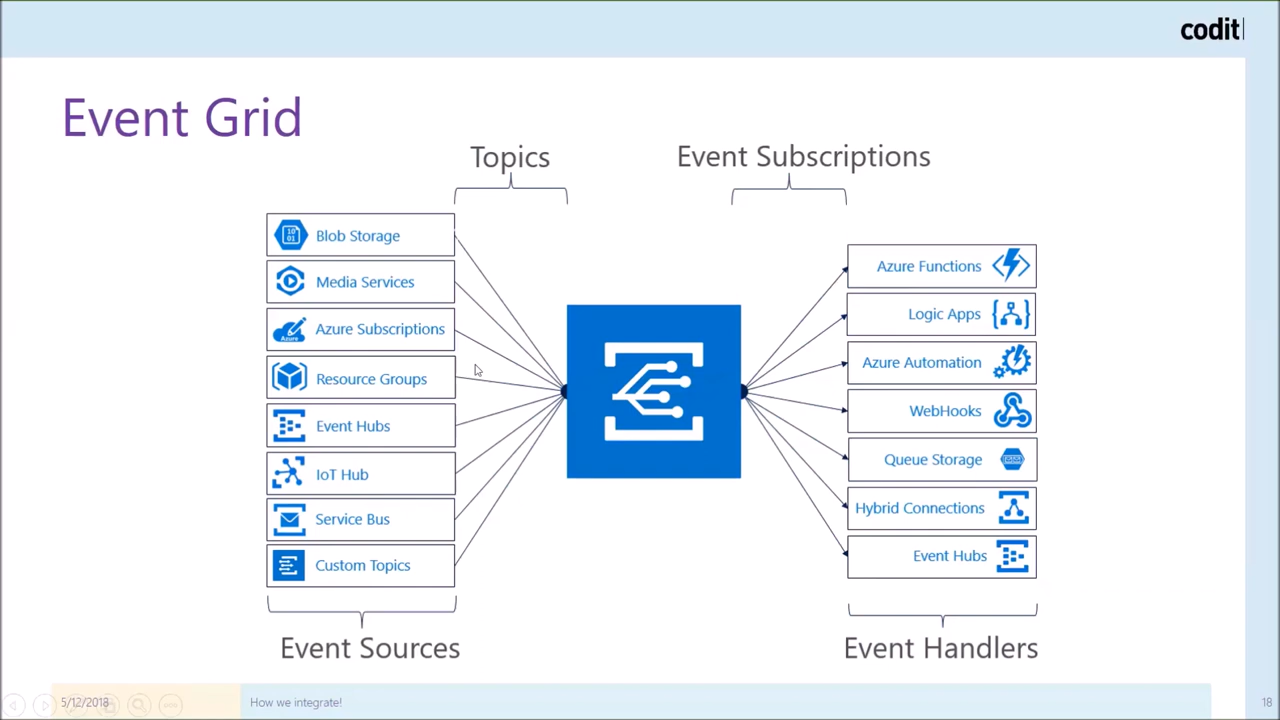 codit
Event Grid
Topics
Event Subscriptions
Blob Storage
Media Services
Azure Subscriptions
Azure
Resource Groups
Event Hubs
IoT Hub
Service Bus
Custom Topics
Azure Functions
Logic Apps
Azure Automation
WebHooks
Queue Storage
Hybrid Connections
Event Hubs
Event Sources
Event Handlers
5/12/2018
How we integrate!
18